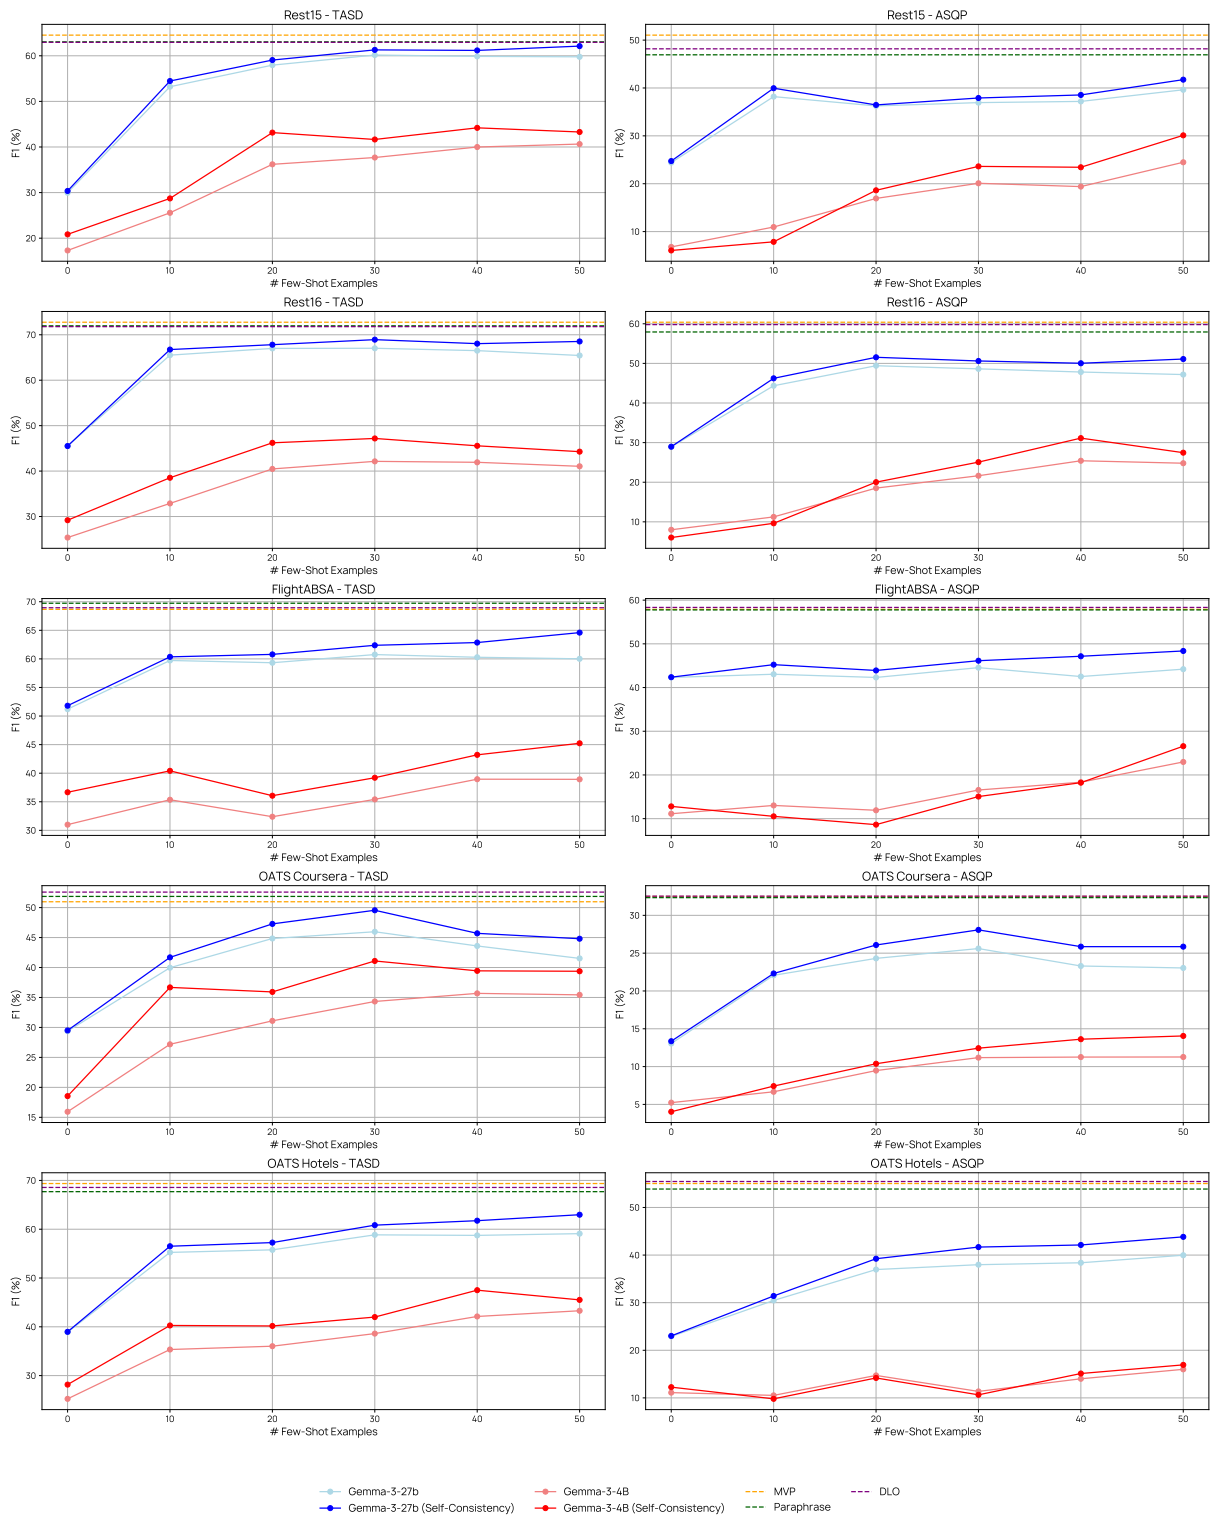 Rest15 - TASD
60
50
40
30
20
F1 (%)
0 10 20 30 40 50
# Few-Shot Examples
Rest15 - ASQP
50
40
30
20
10
F1 (%)
0 10 20 30 40 50
# Few-Shot Examples
Rest16 - TASD
70
60
50
40
30
F1 (%)
0 10 20 30 40 50
# Few-Shot Examples
Rest16 - ASQP
60
50
40
30
20
10
F1 (%)
0 10 20 30 40 50
# Few-Shot Examples
FlightABSA - TASD
70
65
60
55
50
45
40
35
30
F1 (%)
0 10 20 30 40 50
# Few-Shot Examples
FlightABSA - ASQP
60
50
40
30
20
10
F1 (%)
0 10 20 30 40 50
# Few-Shot Examples
OATS Coursera - TASD
50
45
40
35
30
25
20
15
F1 (%)
0 10 20 30 40 50
# Few-Shot Examples
OATS Coursera - ASQP
30
25
20
15
10
5
F1 (%)
0 10 20 30 40 50
# Few-Shot Examples
OATS Hotels - TASD
70
60
50
40
30
F1 (%)
0 10 20 30 40 50
# Few-Shot Examples
OATS Hotels - ASQP
50
40
30
20
10
F1 (%)
0 10 20 30 40 50
# Few-Shot Examples
Gemma-3-27b
Gemma-3-27b (Self-Consistency)
Gemma-3-4B
Gemma-3-4B (Self-Consistency)
MVP
Paraphrase
DLO